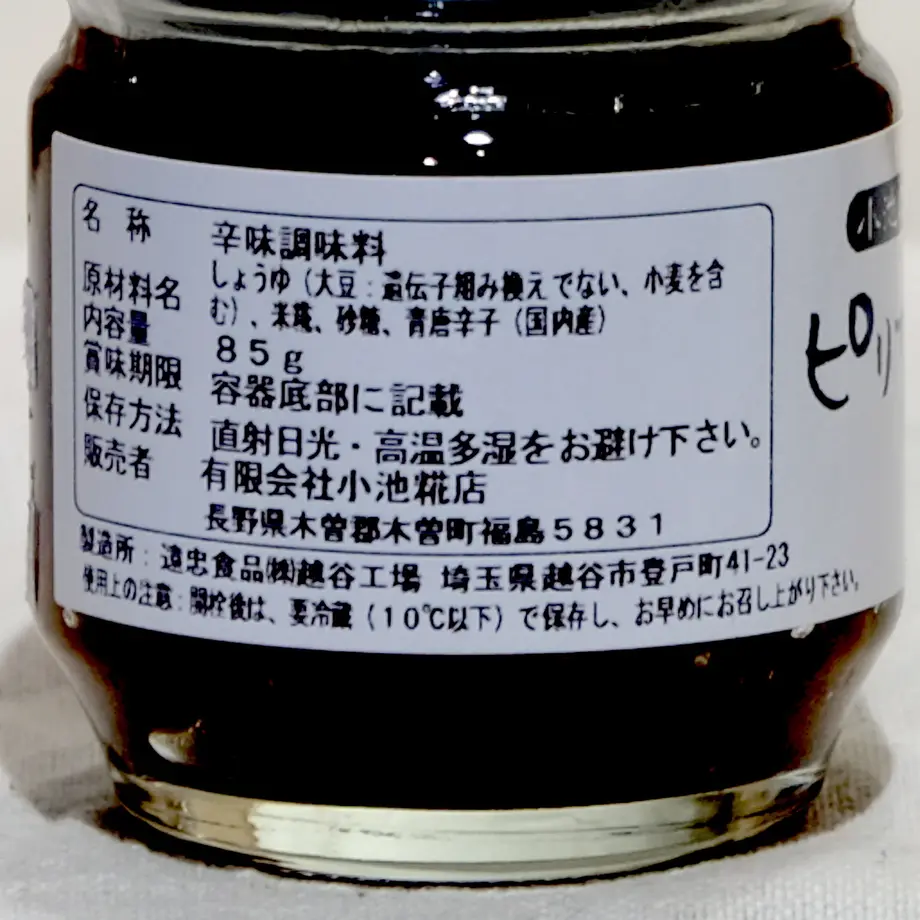 名称 辛味調味料
原材料名 しょうゆ(大豆:遺伝子組み換えでない、小麦を含
む)、米糀、砂糖、青唐辛子(国内産)
内容量 85g
賞味期限 容器底部に記載
保存方法 直射日光・高温多湿をお避け下さい。
販売者 有限会社小池糀店
長野県木曽郡木曽町福島5831
製造所:遠忠食品㈱越谷工場 埼玉県越谷市登戸町41-23
使用上の注意:開栓後は、要冷蔵(10℃以下)で保存し、お早めにお召し上がり下さい。
小池
ピリ